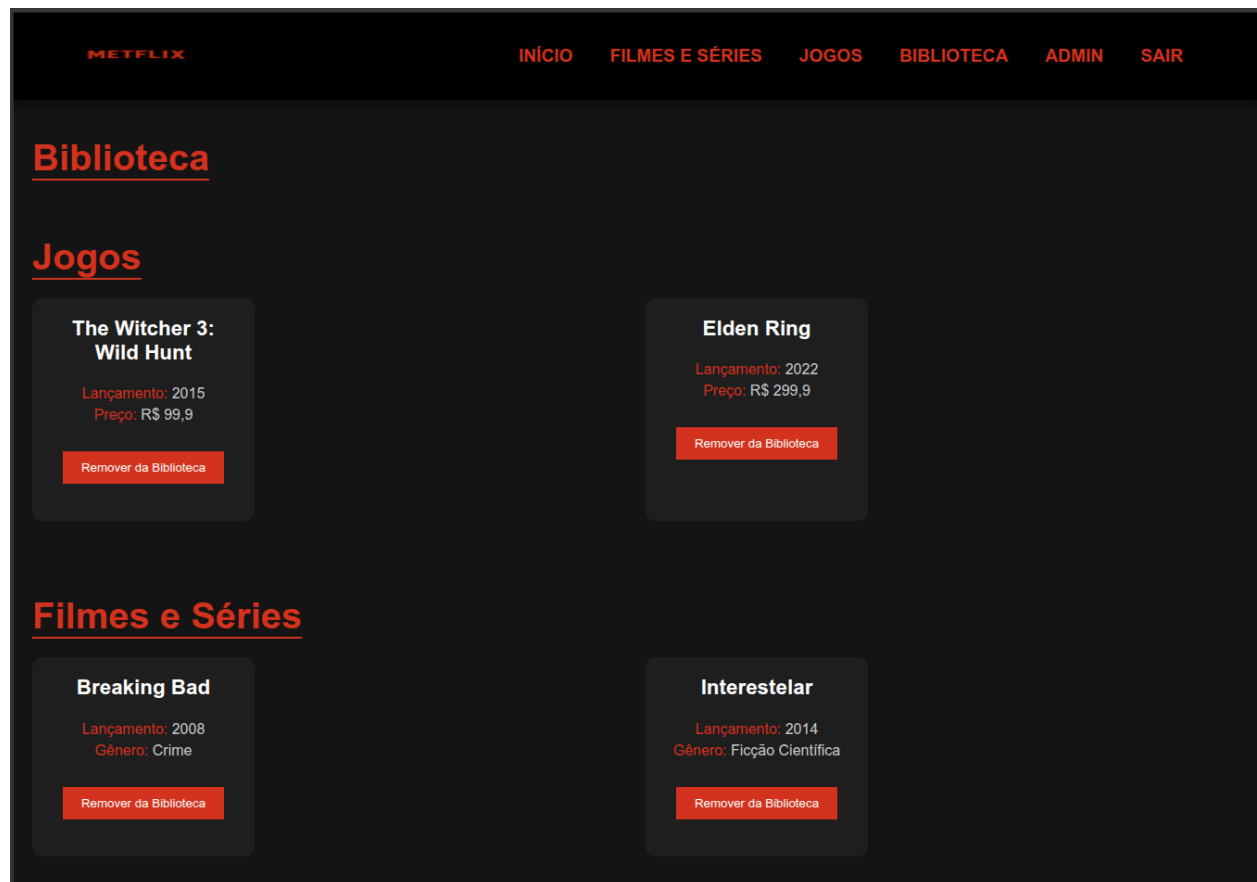 METFLIX
INÍCIO FILMES E SÉRIES JOGOS BIBLIOTECA ADMIN SAIR
Biblioteca
Jogos
The Witcher 3:
Wild Hunt
Lançamento: 2015
Preço: R$ 99,9
Remover da Biblioteca
Elden Ring
Lançamento: 2022
Preço: R$ 299,9
Remover da Biblioteca
Filmes e Séries
Breaking Bad
Lançamento: 2008
Gênero: Crime
Remover da Biblioteca
Interestelar
Lançamento: 2014
Gênero: Ficção Científica
Remover da Biblioteca